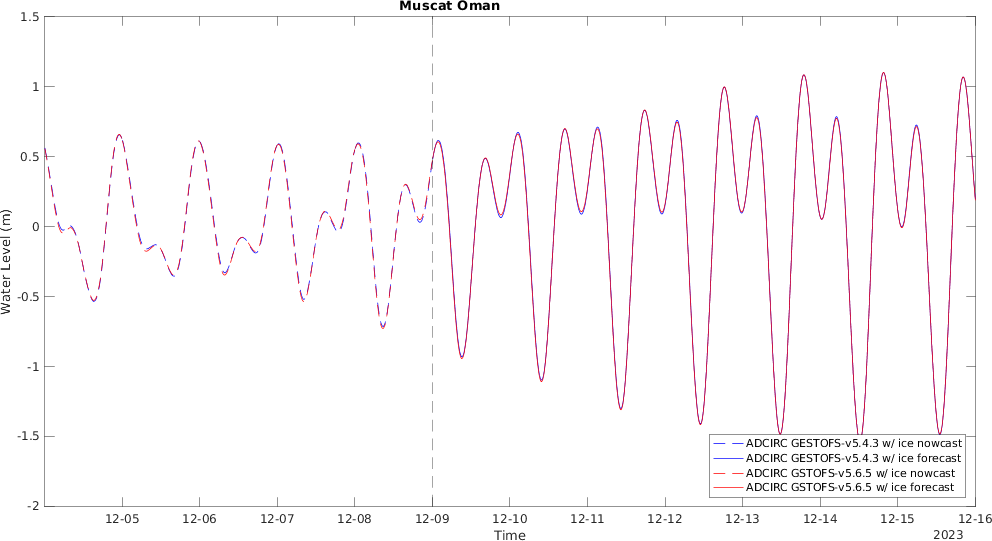 Muscat Oman
1.5
1
0.5
0
-0.5
-1
-1.5
-2
Water Level (m)
ADCIRC GESTOFS-v5.4.3 w/ ice nowcast
ADCIRC GESTOFS-v5.4.3 w/ ice forecast
ADCIRC GSTOFS-v5.6.5 w/ ice nowcast
ADCIRC GSTOFS-v5.6.5 w/ ice forecast
12-05 12-06 12-07 12-08 12-09 12-10 12-11 12-12 12-13 12-14 12-15 12-16
Time
2023